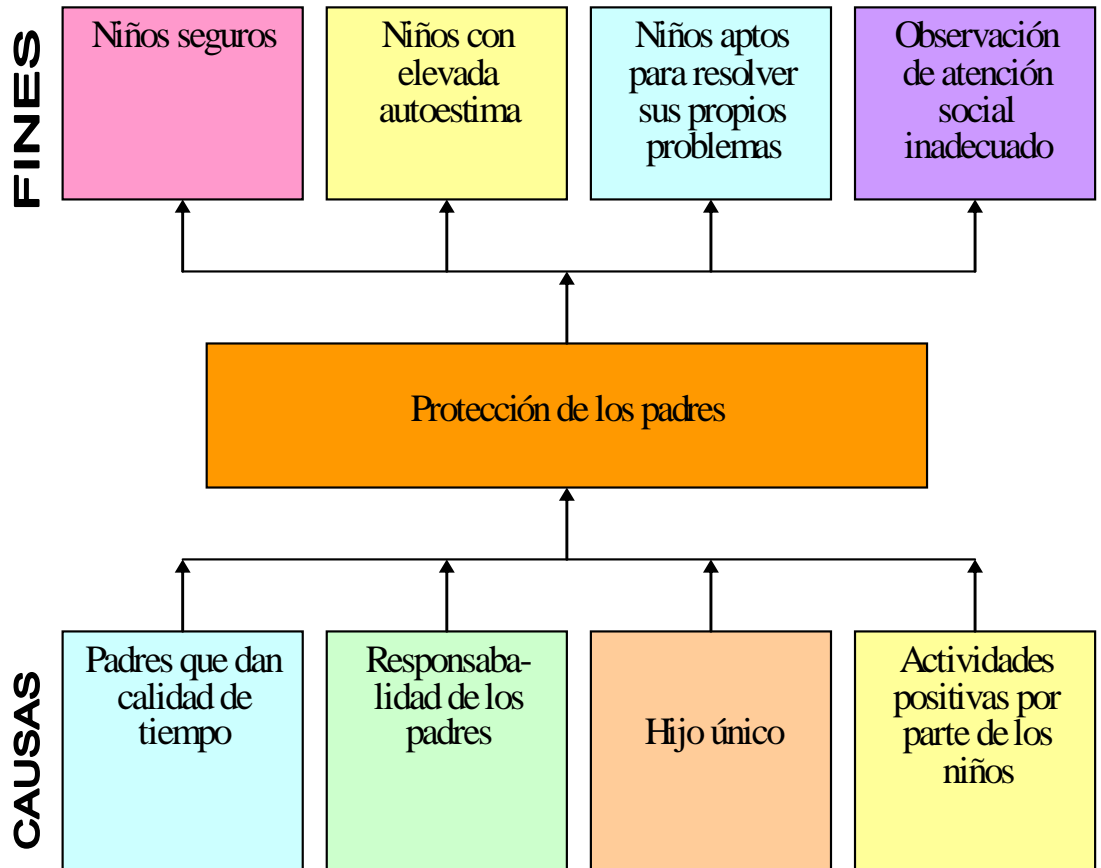 FINES
Niños seguros
Niños con
elevada
autoestima
Niños aptos
para resolver
sus propios
problemas
Observación
de atención
social
inadecuado
Protección de los padres
CAUSAS
Padres que dan
calidad de
tiempo
Responsaba-
lidad de los
padres
Hijo único
Actividades
positivas por
parte de los
niños